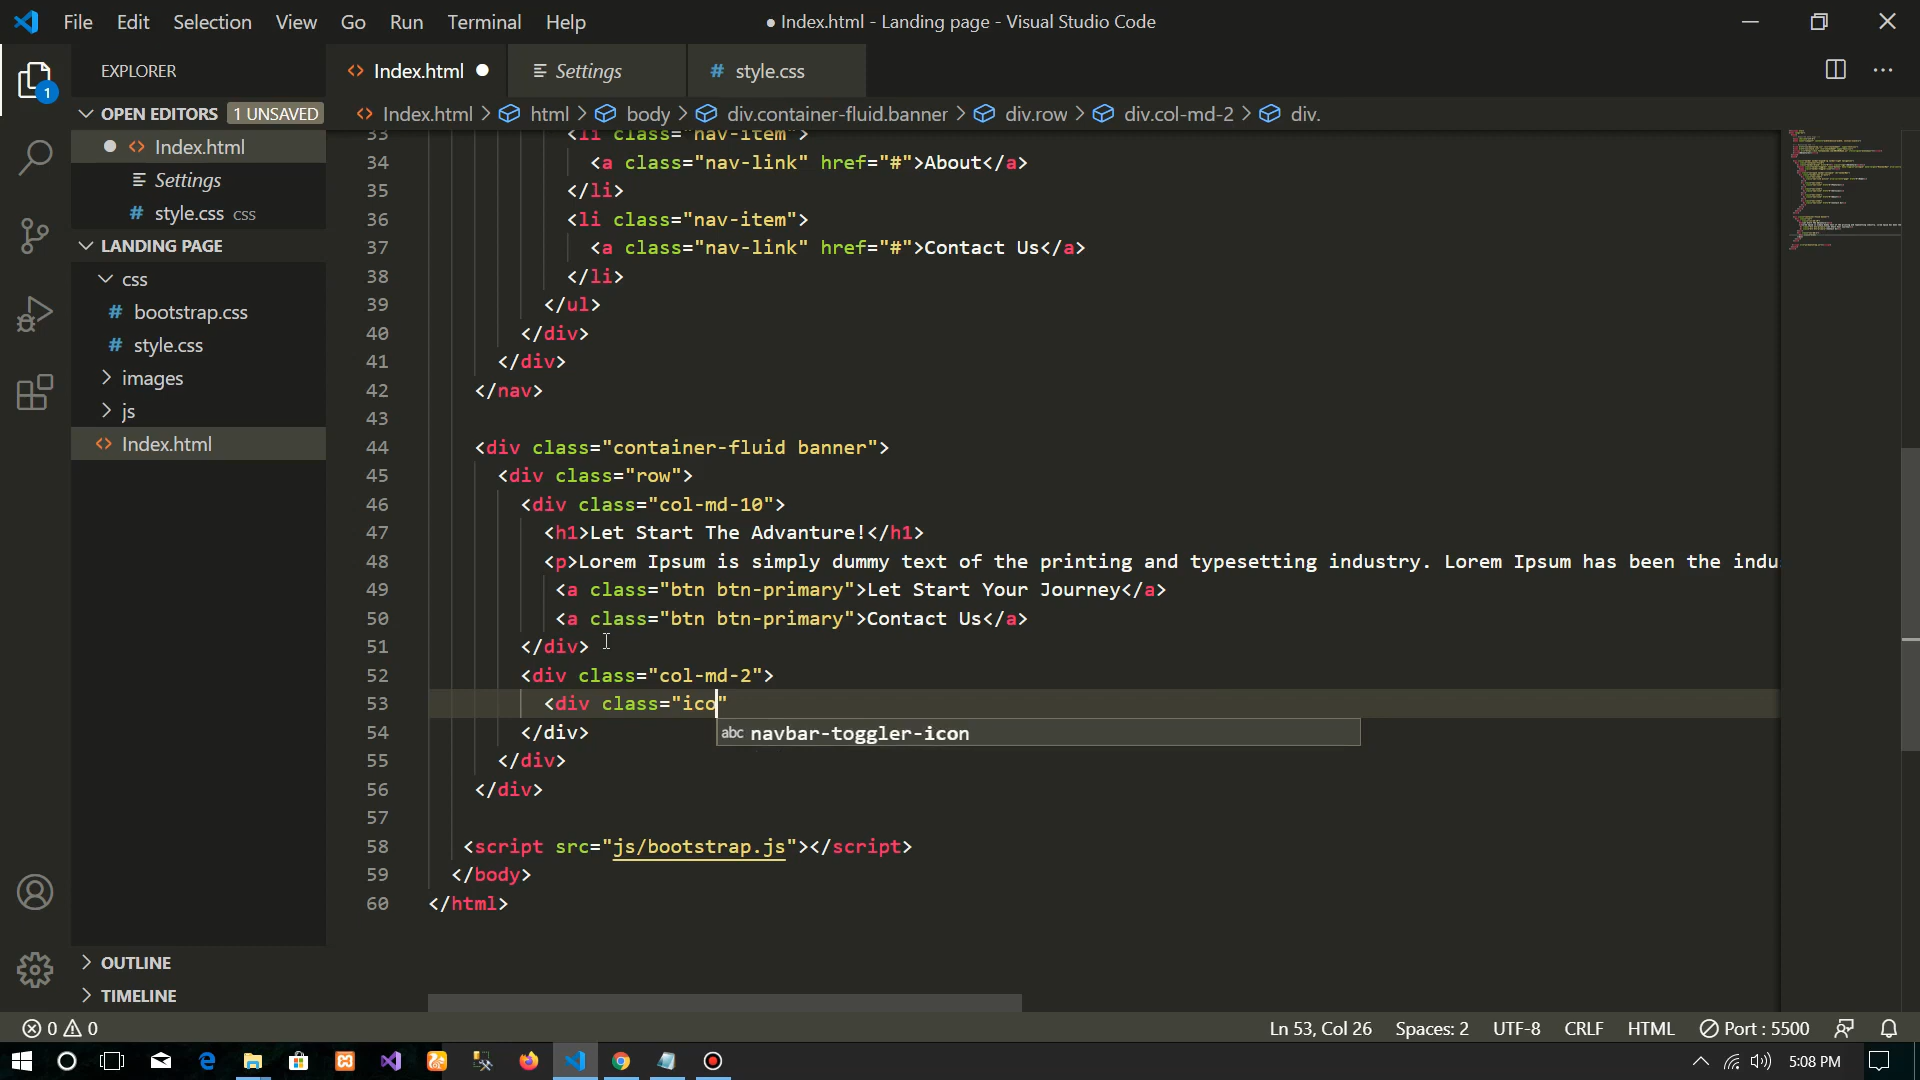 File Edit Selection View Go Run Terminal Help
● Index.html - Landing page - Visual Studio Code
EXPLORER
Index.html
Settings
style.css
OPEN EDITORS 1 UNSAVED
Index.html > html > body > div.container-fluid.banner > div.row > div.col-md-2 > div.
Index.html
Settings
style.css css
LANDING PAGE
css
bootstrap.css
style.css
images
js
Index.html
OUTLINE
TIMELINE
33 <li class="nav-item">
34 <a class="nav-link" href="#">About</a>
35 </li>
36 <li class="nav-item">
37 <a class="nav-link" href="#">Contact Us</a>
38 </li>
39 </ul>
40 </div>
41 </div>
42 </nav>
43
44 <div class="container-fluid banner">
45 <div class="row">
46 <div class="col-md-10">
47 <h1>Let Start The Advanture!</h1>
48 <p>Lorem Ipsum is simply dummy text of the printing and typesetting industry. Lorem Ipsum has been the indu
49 <a class="btn btn-primary">Let Start Your Journey</a>
50 <a class="btn btn-primary">Contact Us</a>
51 </div>
52 <div class="col-md-2">
53 <div class="ico"
abc navbar-toggler-icon
54 </div>
55 </div>
56 </div>
57
58 <script src="js/bootstrap.js"></script>
59 </body>
60 </html>
0 0
Ln 53, Col 26 Spaces: 2 UTF-8 CRLF HTML Port : 5500
5:08 PM